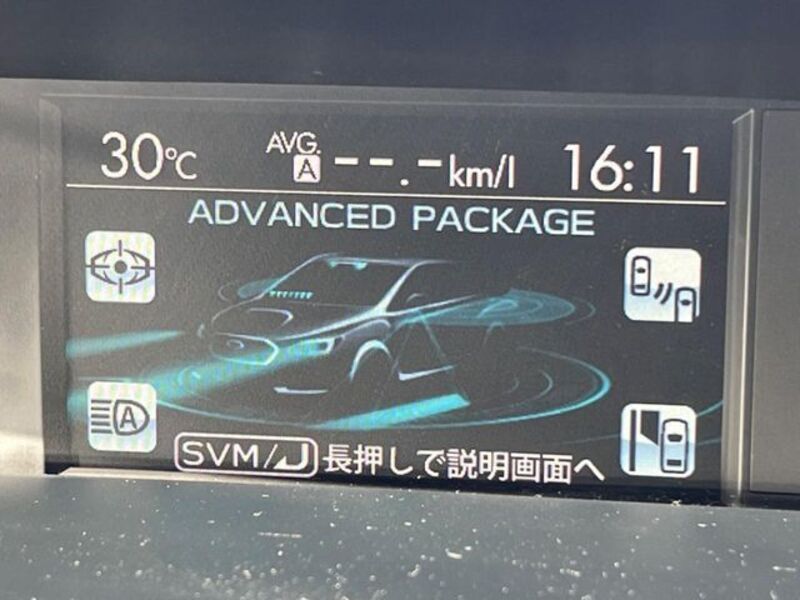 30℃ AVG. A --.- km/l 16:11
ADVANCED PACKAGE
A
SVM/ 長押しで説明画面へ